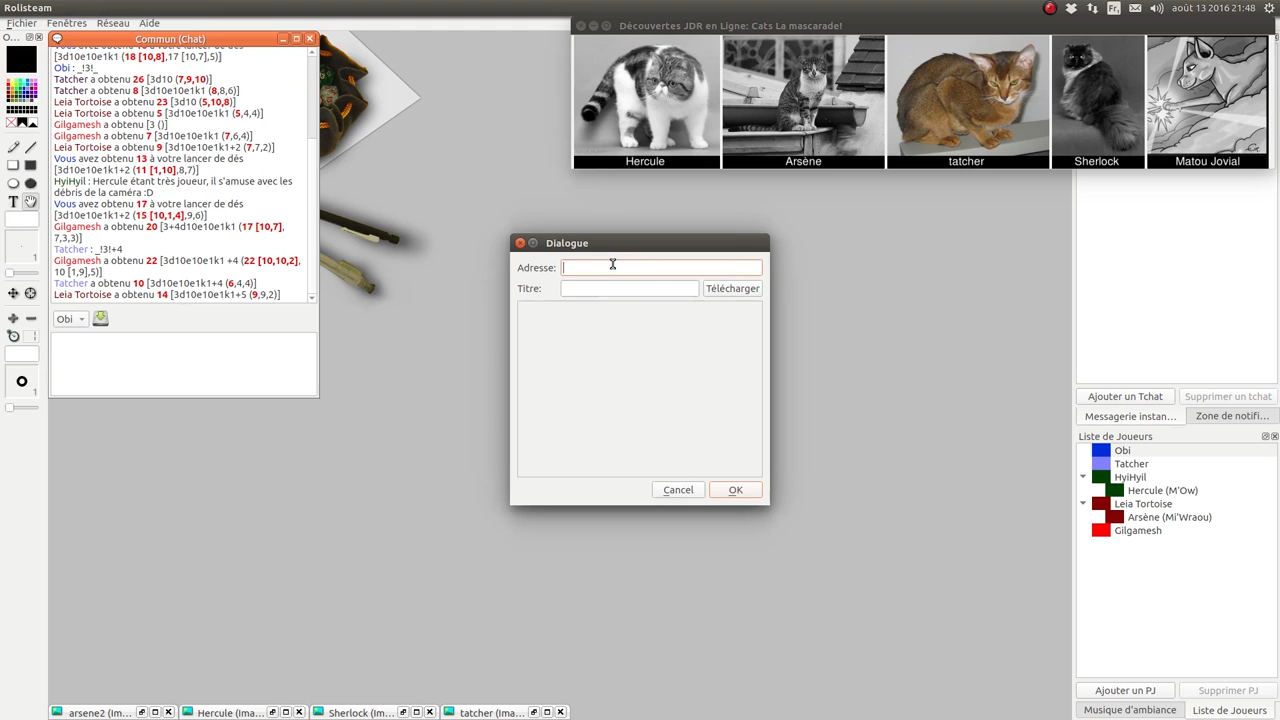 Rolisteam
Fr
août 13 2016 21:48
Fichier Fenêtres Réseau Aide
Découvertes JDR en Ligne: Cats La mascarade!
Hercule Arsène tatcher Sherlock Matou Jovial
O...
Commun (Chat)
[3d10e10e1k1 (18 [10,8],17 [10,7],5)]
Obi : _!3!_
Tatcher a obtenu 26 [3d10 (7,9,10)]
Tatcher a obtenu 8 [3d10e10e1k1 (8,8,6)]
Leia Tortoise a obtenu 23 [3d10 (5,10,8)]
Leia Tortoise a obtenu 5 [3d10e10e1k1 (5,4,4)]
Gilgamesh a obtenu [3 ()]
Gilgamesh a obtenu 7 [3d10e10e1k1 (7,6,4)]
Leia Tortoise a obtenu 9 [3d10e10e1k1+2 (7,7,2)]
Vous avez obtenu 13 à votre lancer de dés
[3d10e10e1k1+2 (11 [1,10],8,7)]
HyiHyil : Hercule étant très joueur, il s'amuse avec les
débris de la caméra :D
Vous avez obtenu 17 à votre lancer de dés
[3d10e10e1k1+2 (15 [10,1,4],9,6)]
Gilgamesh a obtenu 20 [3+4d10e10e1k1 (17 [10,7],
7,3,3)]
Tatcher : _!3!+4
Gilgamesh a obtenu 22 [3d10e10e1k1 +4 (22 [10,10,2],
10 [1,9],5)]
Tatcher a obtenu 10 [3d10e10e1k1+4 (6,4,4)]
Leia Tortoise a obtenu 14 [3d10e10e1k1+5 (9,9,2)]
Obi
T
1
1
1
Dialogue
Adresse:
Titre: Télécharger
Cancel OK
Ajouter un Tchat Supprimer un tchat
Messagerie instan... Zone de notifi...
Liste de Joueurs
Obi
Tatcher
HyiHyil
Hercule (M'Ow)
Leia Tortoise
Arsène (Mi'Wraou)
Gilgamesh
Ajouter un PJ Supprimer PJ
Musique d'ambiance Liste de Joueurs
arsene2 (Im... Hercule (Ima... Sherlock (Im... tatcher (Ima...